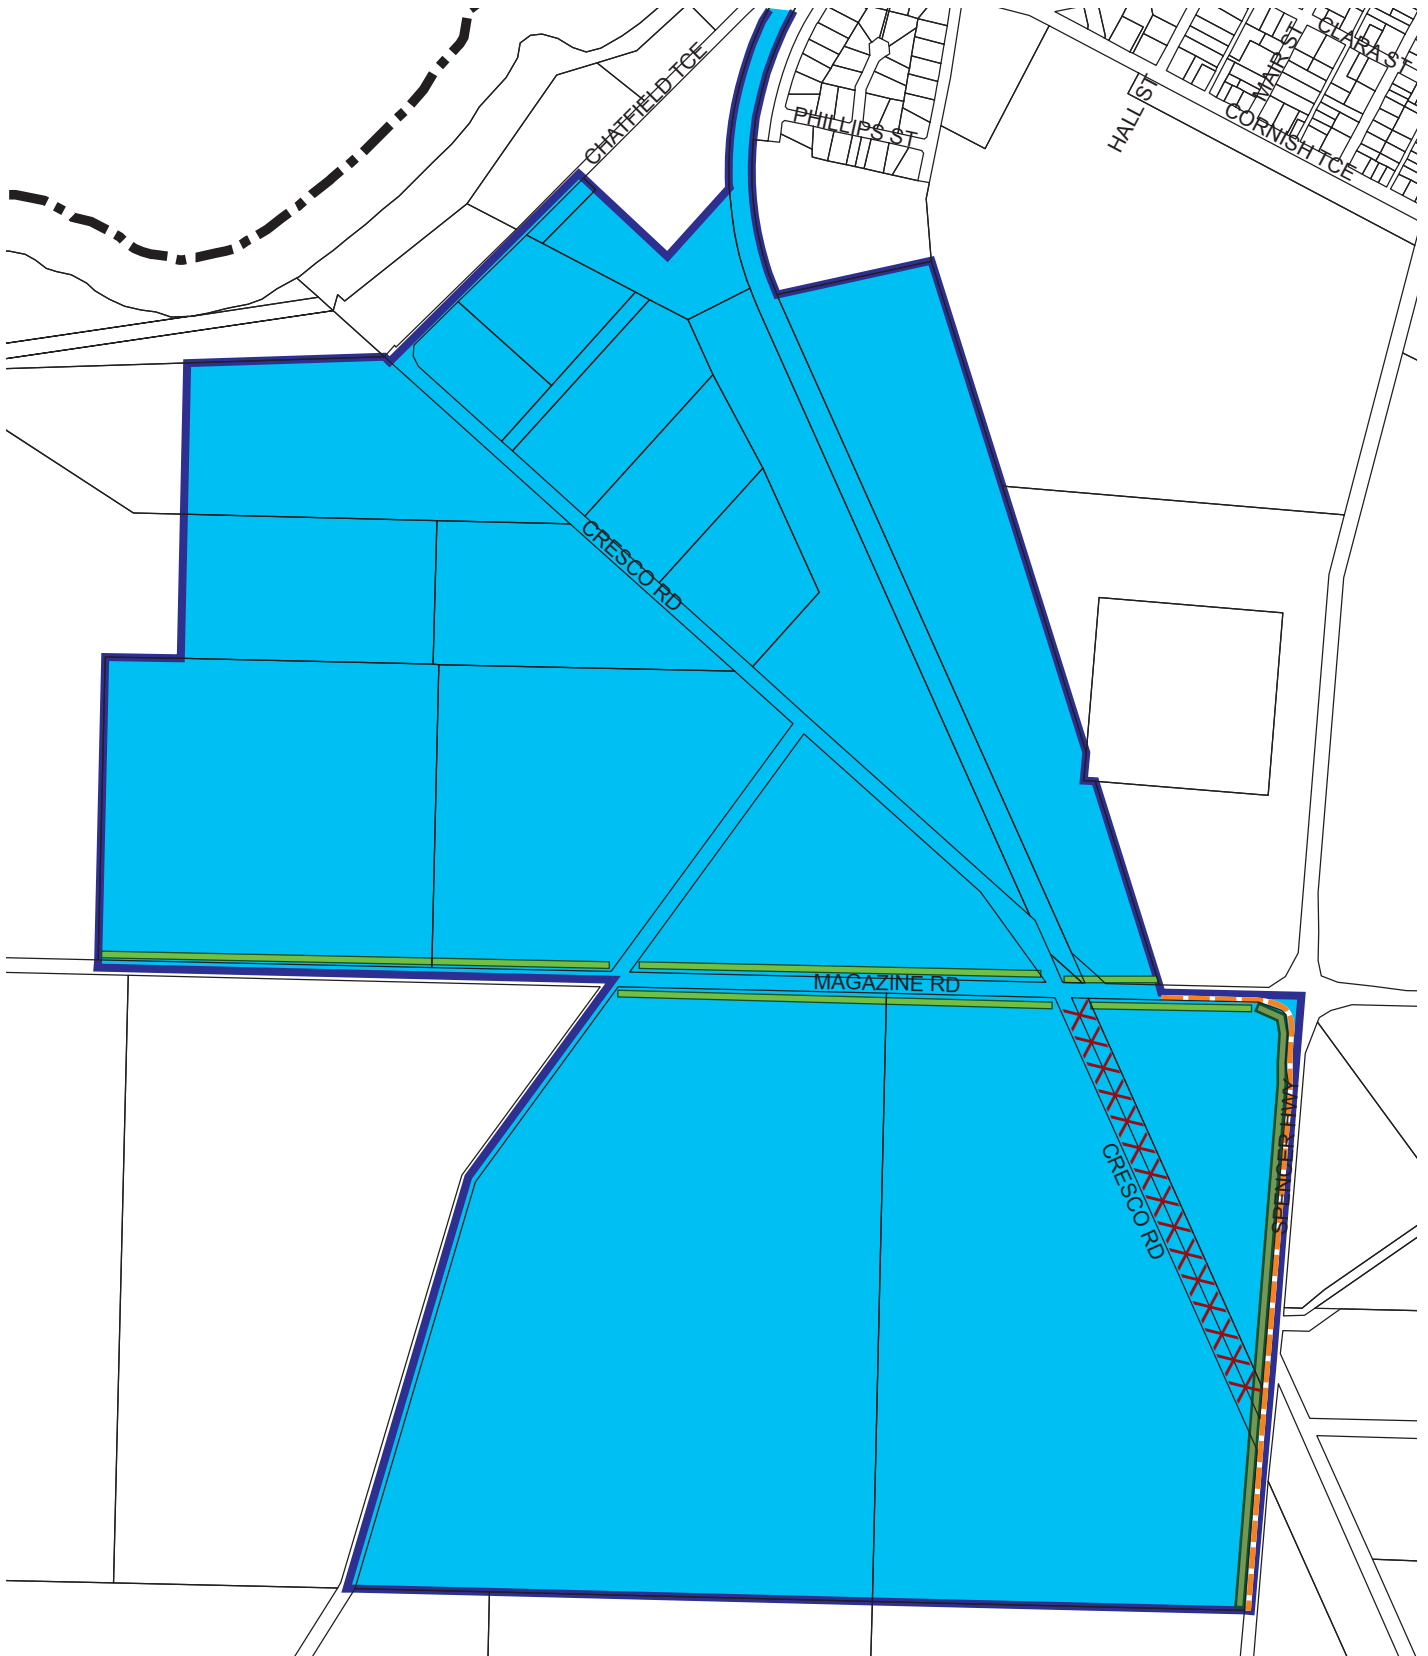 CLARA ST
MAIR ST
CHATFIELD TCE
PHILLIPS ST
HALL ST
CORNISH TCE
CRESCO RD
MAGAZINE RD
SPENCER HWY
CRESCO RD